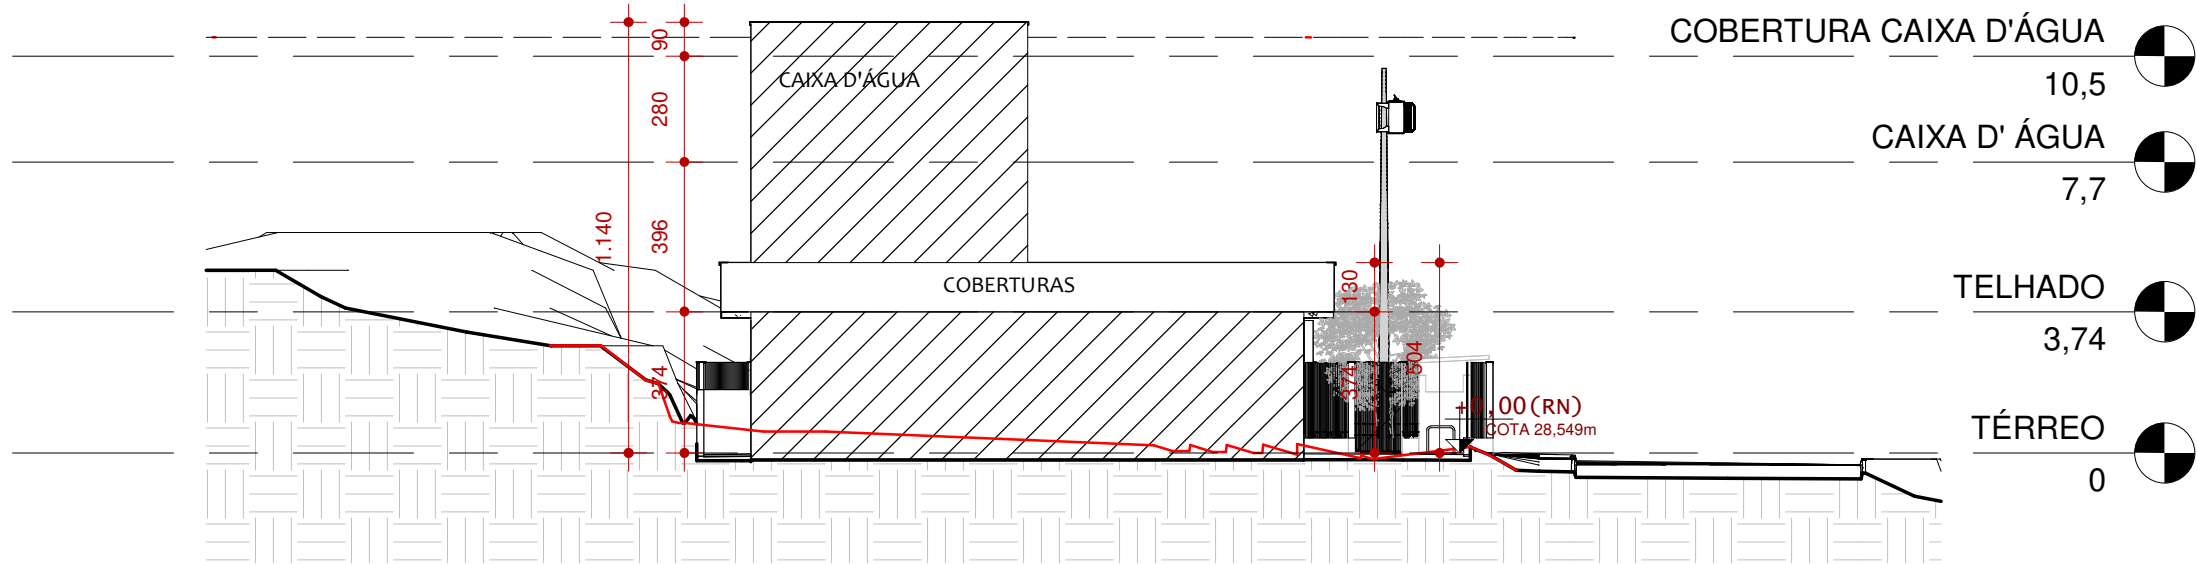 COBERTURA CAIXA D'ÁGUA
10,5
90
CAIXA D'ÁGUA
280
CAIXA D' ÁGUA
7,7
1.140
396
COBERTURAS
130
TELHADO
3,74
374
374
504
+0,00(RN)
COTA 28,549m
TÉRREO
0